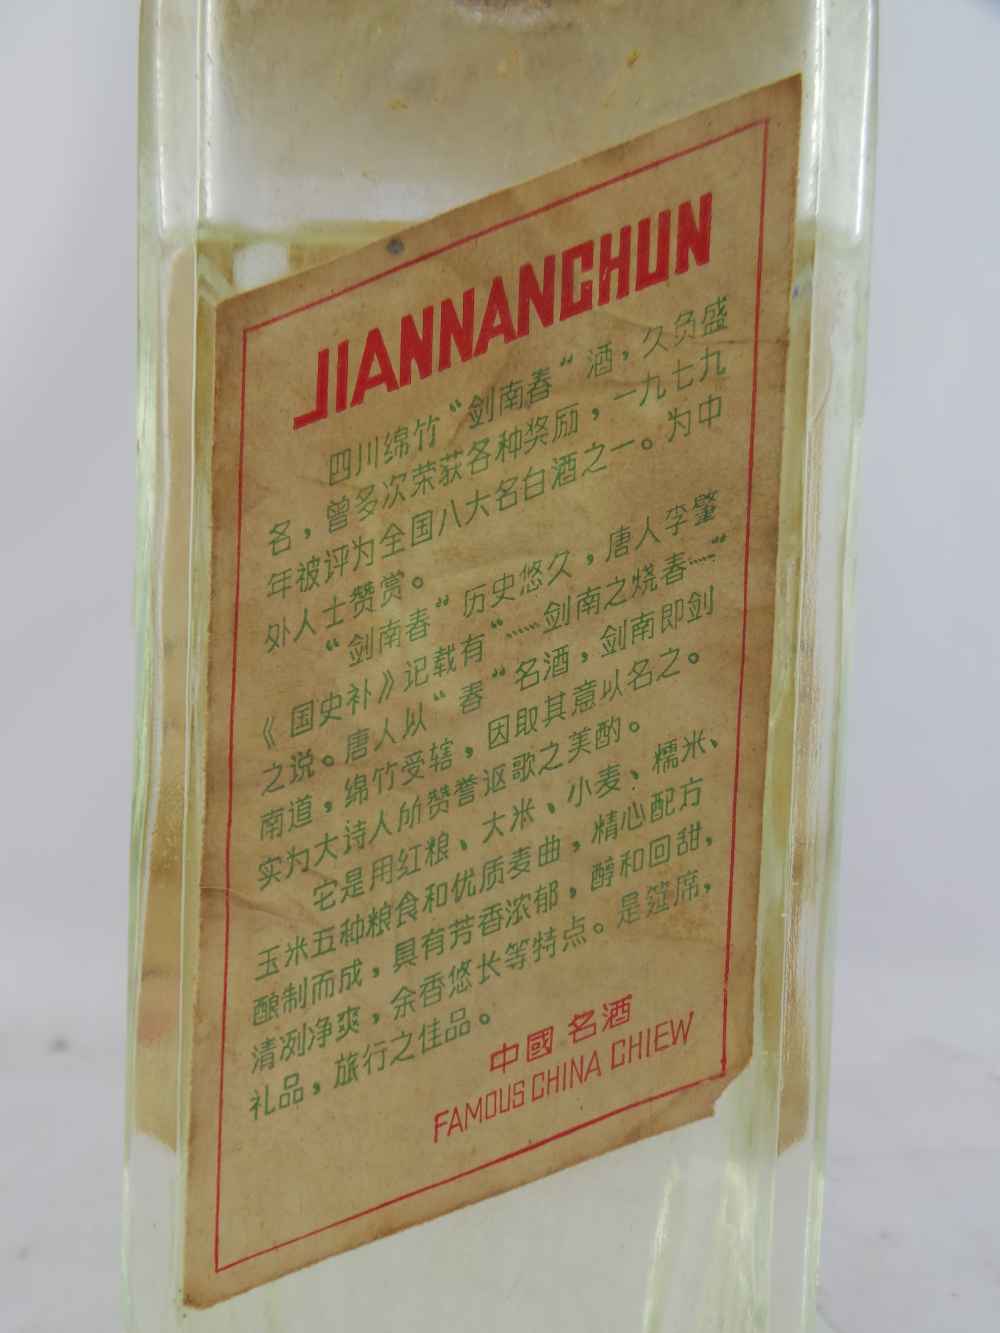 JIANNANCHUN
四川绵竹“剑南春”酒，久负盛
名，曾多次荣获各种奖励，一九七九
年被评为全国八大名白酒之一。为中
外人士赞赏。
“剑南春”历史悠久，唐人李肇
《国史补》记载有“……剑南之烧春……”
之说。唐人以“春”名酒，剑南即剑
南道，绵竹受辖，因取其意以名之。
实为大诗人所赞誉讴歌之美酌。
它是用红粮、大米、小麦、糯米、
玉米五种粮食和优质麦曲，精心配方
酿制而成，具有芳香浓郁，醇和回甜，
清冽净爽，余香悠长等特点。是筵席，
礼品，旅行之佳品。
中國名酒
FAMOUS CHINA CHIEW